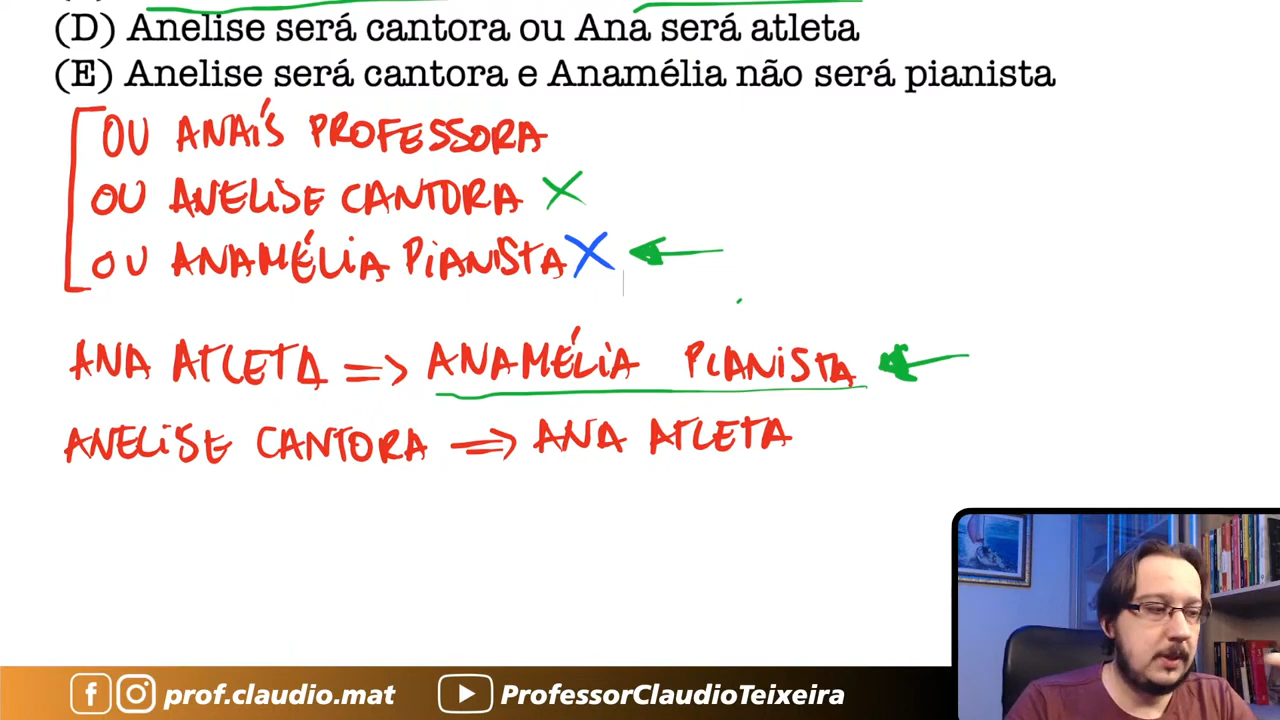 (D) Anelise será cantora ou Ana será atleta
(E) Anelise será cantora e Anamélia não será pianista
OU ANAÍS PROFESSORA
OU ANELISE CANTORA X
OU ANAMÉLIA PIANISTA X
ANA ATLETA => ANAMÉLIA PIANISTA
ANELISE CANTORA => ANA ATLETA
prof.claudio.mat ProfessorClaudioTeixeira